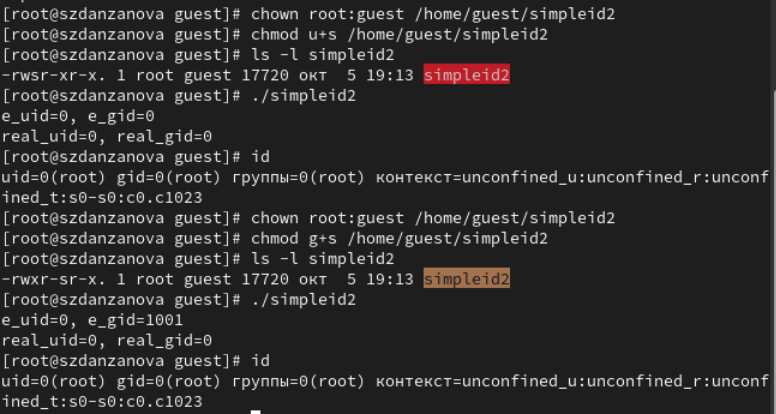 [root@szdanzanova guest]# chown root:guest /home/guest/simpleid2
[root@szdanzanova guest]# chmod u+s /home/guest/simpleid2
[root@szdanzanova guest]# ls -l simpleid2
-rwsr-xr-x. 1 root guest 17720 окт  5 19:13 simpleid2
[root@szdanzanova guest]# ./simpleid2
e_uid=0, e_gid=0
real_uid=0, real_gid=0
[root@szdanzanova guest]# id
uid=0(root) gid=0(root) группы=0(root) контекст=unconfined_u:unconfined_r:unconf
ined_t:s0-s0:c0.c1023
[root@szdanzanova guest]# chown root:guest /home/guest/simpleid2
[root@szdanzanova guest]# chmod g+s /home/guest/simpleid2
[root@szdanzanova guest]# ls -l simpleid2
-rwxr-sr-x. 1 root guest 17720 окт  5 19:13 simpleid2
[root@szdanzanova guest]# ./simpleid2
e_uid=0, e_gid=1001
real_uid=0, real_gid=0
[root@szdanzanova guest]# id
uid=0(root) gid=0(root) группы=0(root) контекст=unconfined_u:unconfined_r:unconf
ined_t:s0-s0:c0.c1023